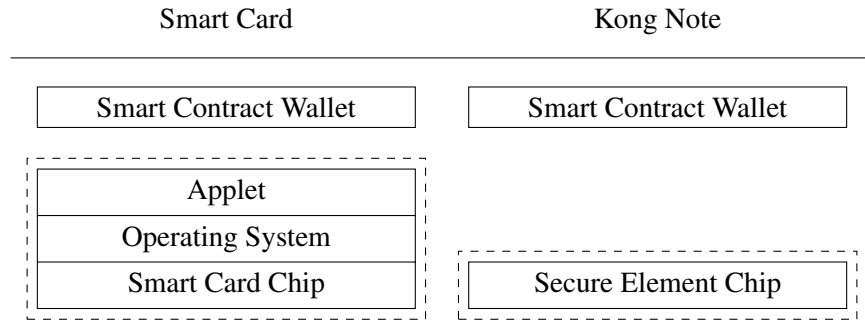 Smart Card Kong Note
Smart Contract Wallet Smart Contract Wallet
Applet
Operating System
Smart Card Chip Secure Element Chip